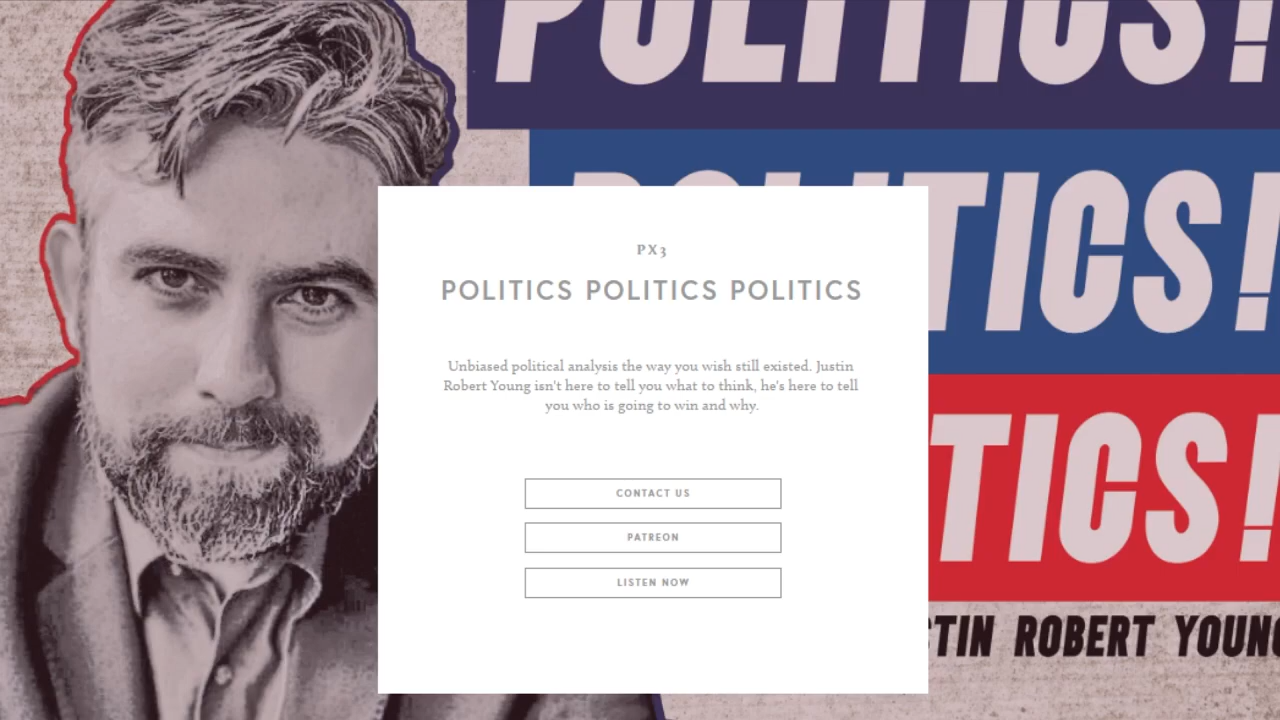 POLITICS!
POLITICS!
PX3
POLITICS POLITICS POLITICS
Unbiased political analysis the way you wish still existed. Justin
Robert Young isn't here to tell you what to think, he's here to tell
you who is going to win and why.
TICS!
CONTACT US
PATREON
LISTEN NOW
STIN ROBERT YOUNG